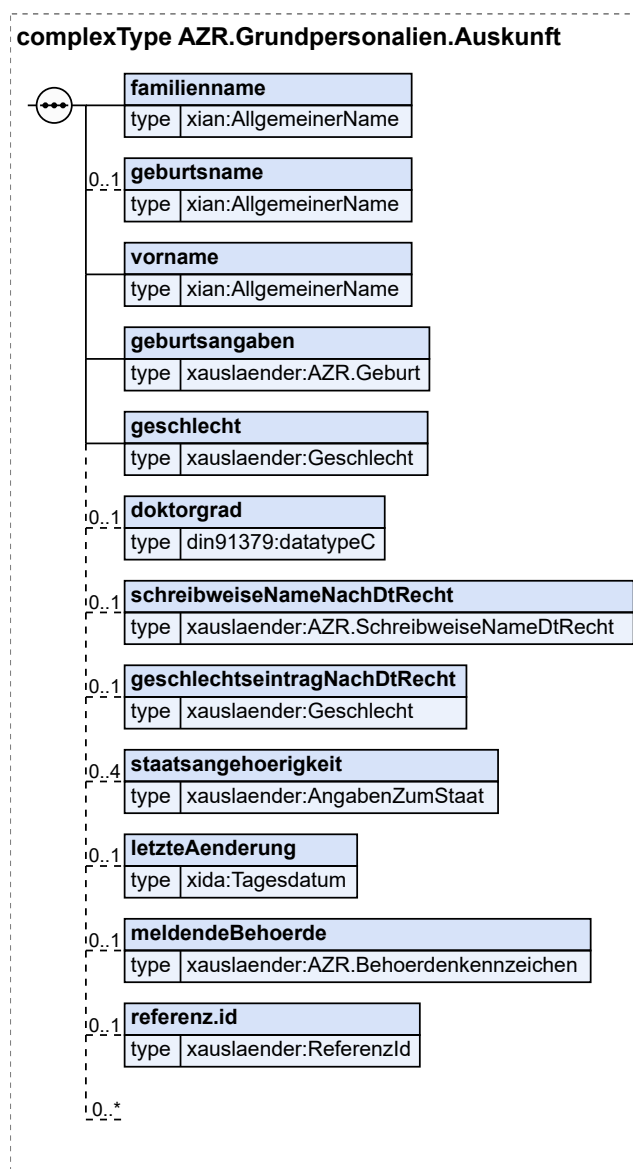 complexType AZR.Grundpersonalien.Auskunft
familienname
type xian:AllgemeinerName
0..1 geburtsname
type xian:AllgemeinerName
vorname
type xian:AllgemeinerName
geburtsangaben
type xauslaender:AZR.Geburt
geschlecht
type xauslaender:Geschlecht
0..1 doktorgrad
type din91379:datatypeC
0..1 schreibweiseNameNachDtRecht
type xauslaender:AZR.SchreibweiseNameDtRecht
0..1 geschlechtseintragNachDtRecht
type xauslaender:Geschlecht
0..4 staatsangehoerigkeit
type xauslaender:AngabenZumStaat
0..1 letzteAenderung
type xida:Tagesdatum
0..1 meldendeBehoerde
type xauslaender:AZR.Behoerdenkennzeichen
0..1 referenz.id
type xauslaender:ReferenzId
0..*